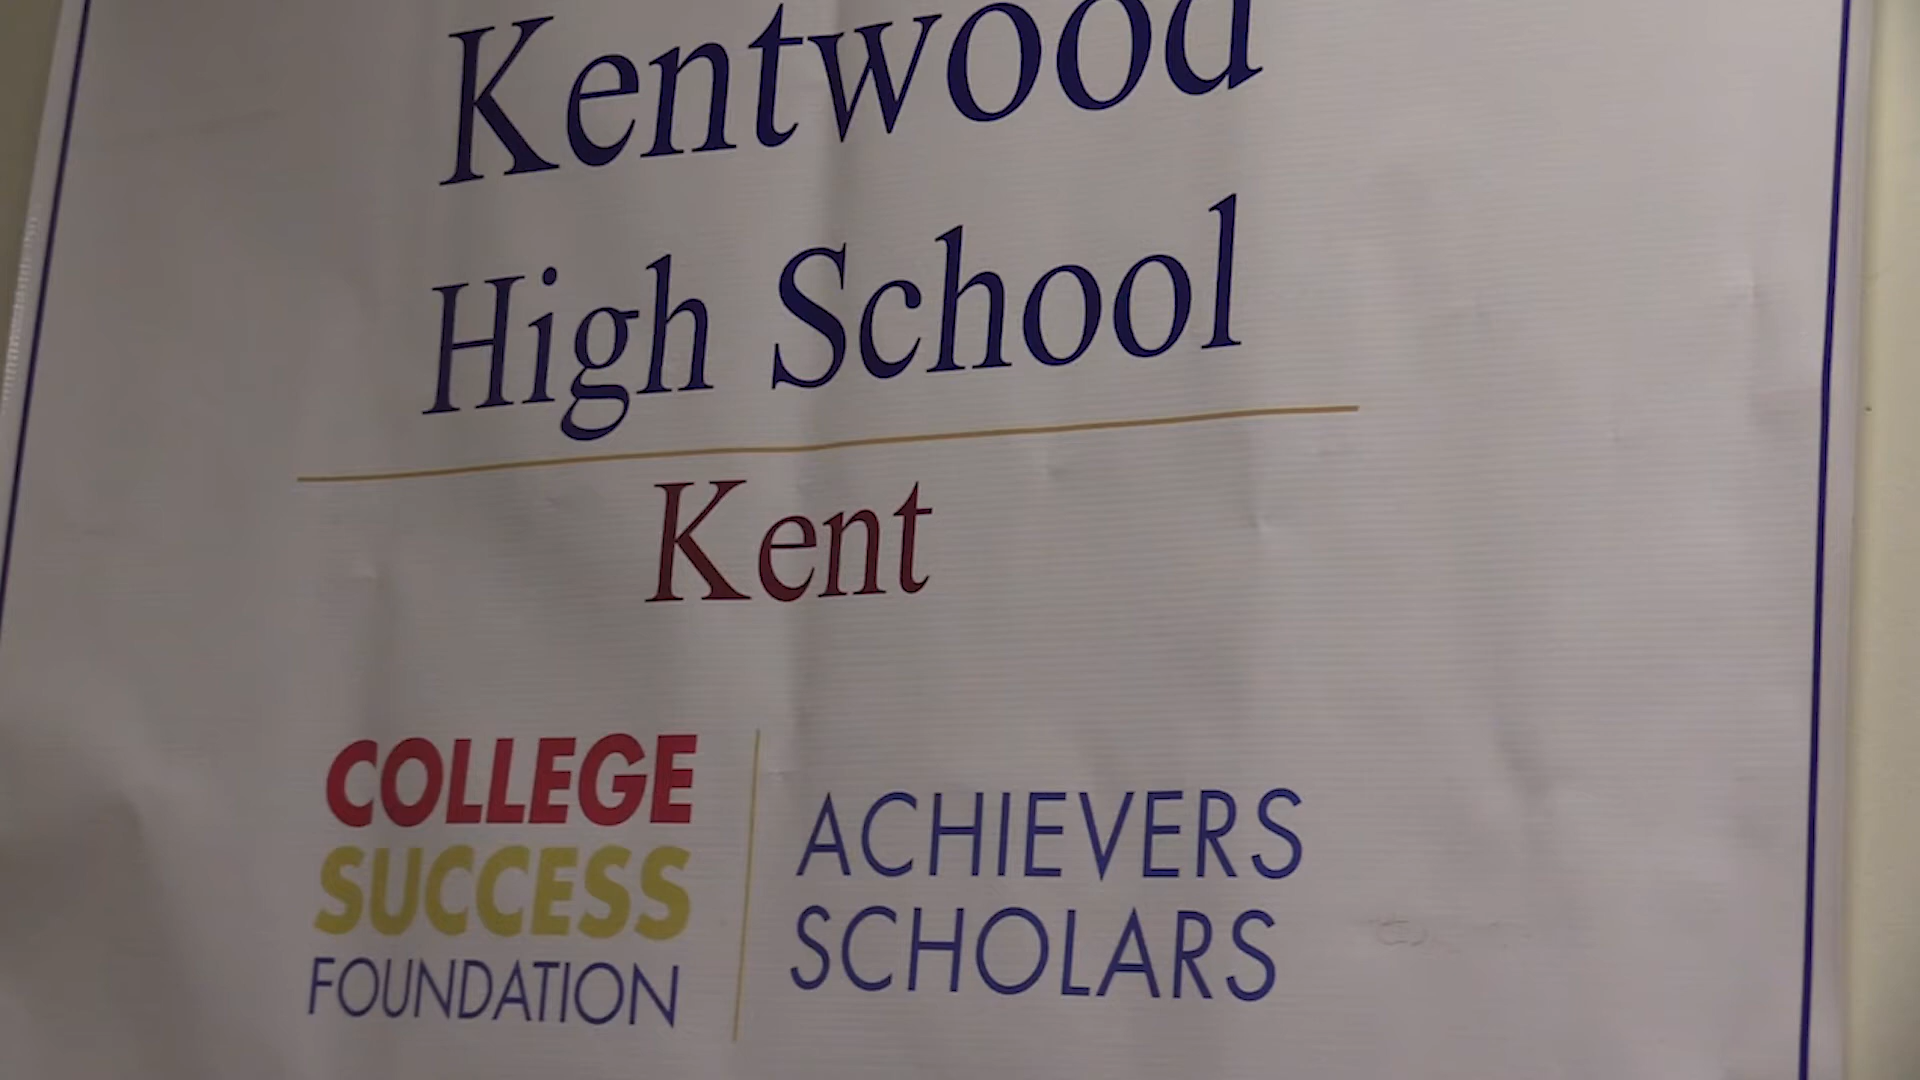 Kentwood
High School
Kent
COLLEGE
SUCCESS
FOUNDATION
ACHIEVERS
SCHOLARS